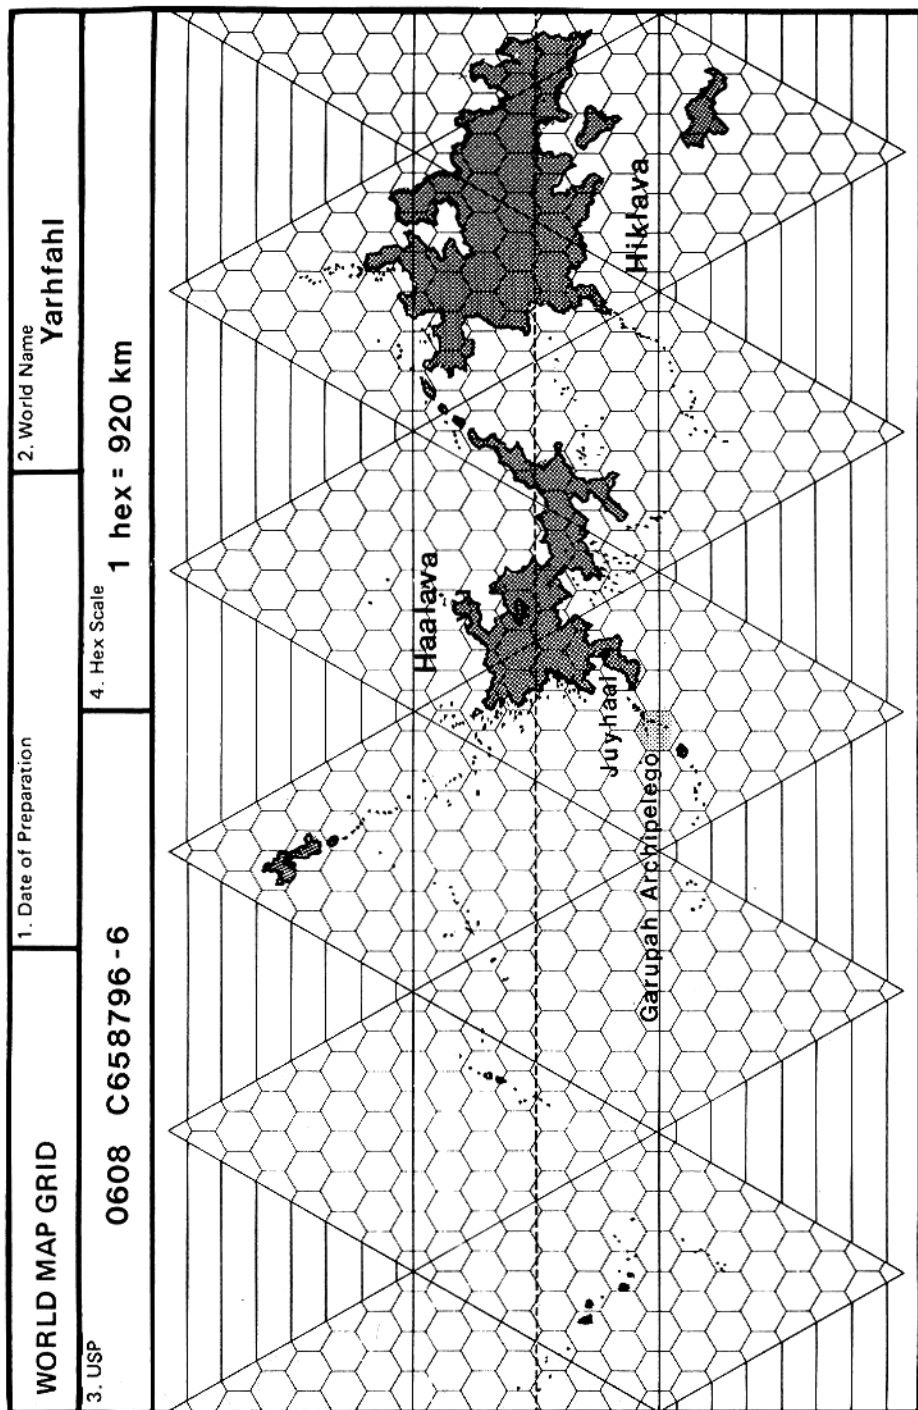 WORLD MAP GRID
1. Date of Preparation
2. World Name
Yarhfahl
3. USP
0608 C658796-6
4. Hex Scale
1 hex = 920 km
Haalava
Hiklava
Juyhaal
Garupah Archipelego